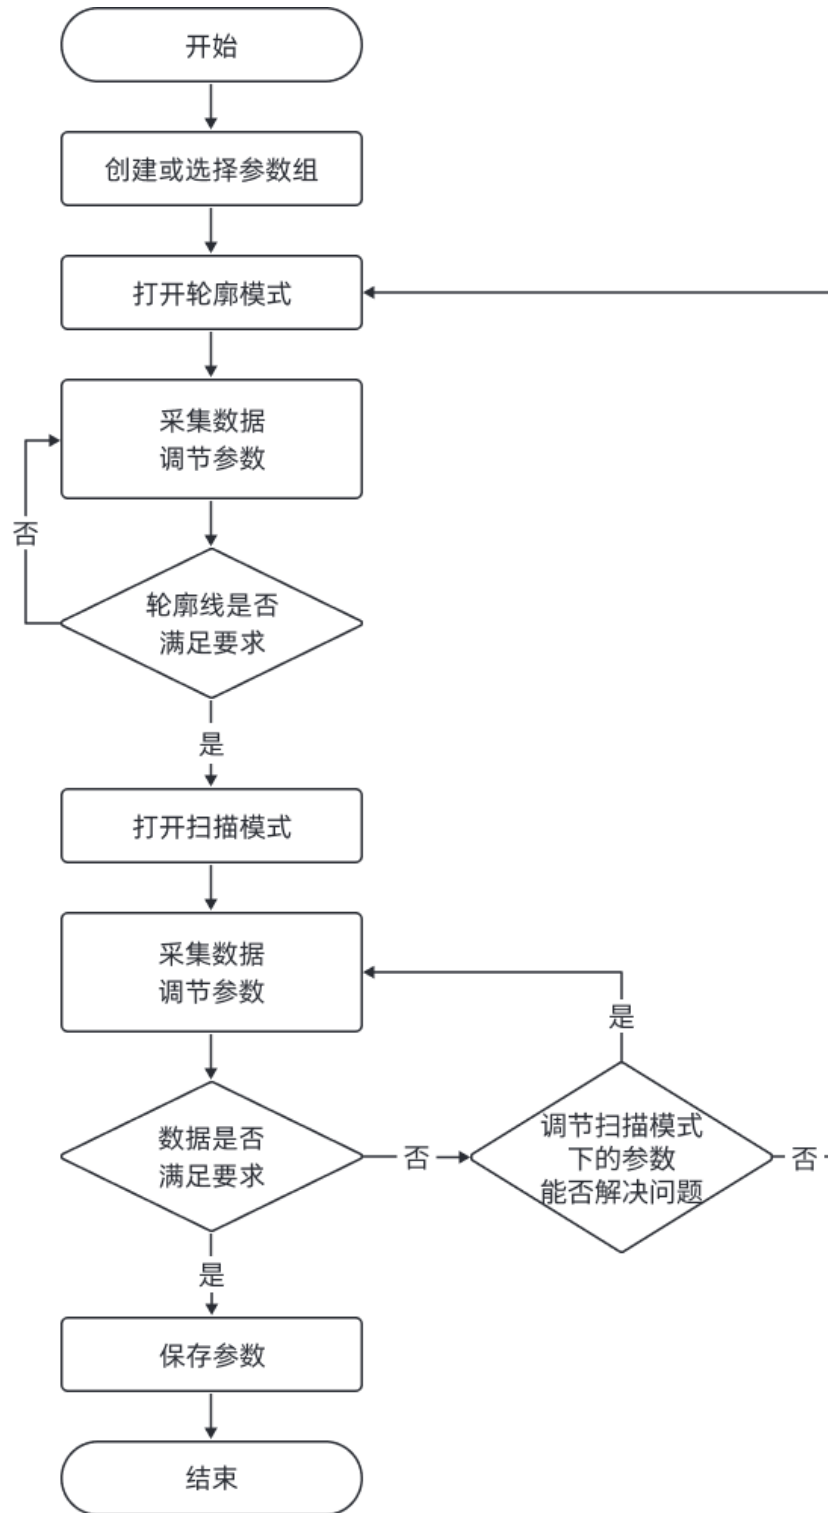 开始
创建或选择参数组
打开轮廓模式
采集数据
调节参数
否
轮廓线是否
满足要求
是
打开扫描模式
采集数据
调节参数
是
数据是否
满足要求
否
调节扫描模式
下的参数
能否解决问题
否
是
保存参数
结束